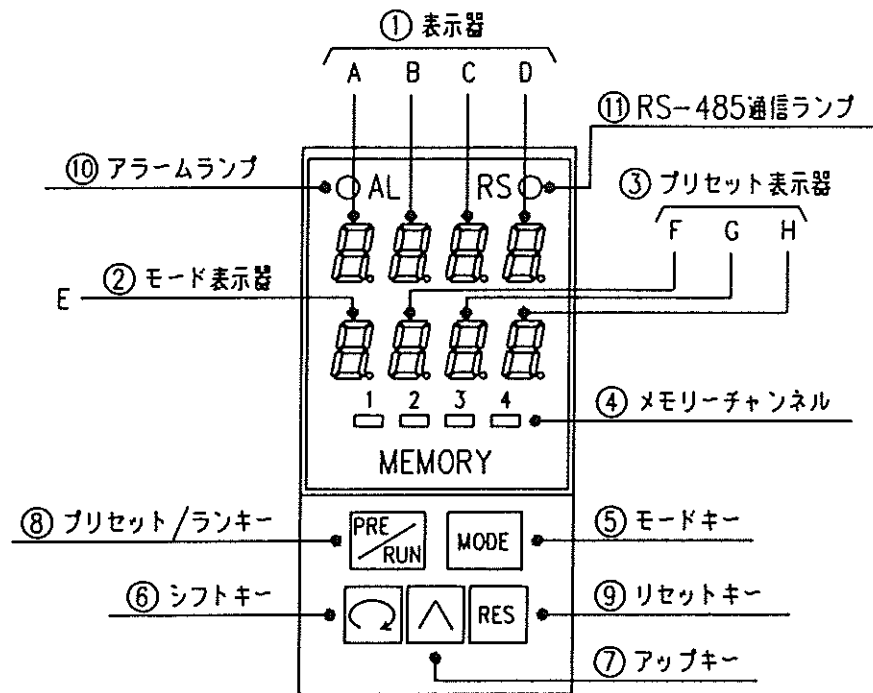 ① 表示器
A B C D
⑪ RS-485通信ランプ
⑩ アラームランプ
AL RS
③ プリセット表示器
F G H
② モード表示器
E
1 2 3 4
④ メモリーチャンネル
MEMORY
⑧ プリセット/ランキー
PRE/RUN
MODE
⑤ モードキー
⑥ シフトキー
RES
⑨ リセットキー
⑦ アップキー